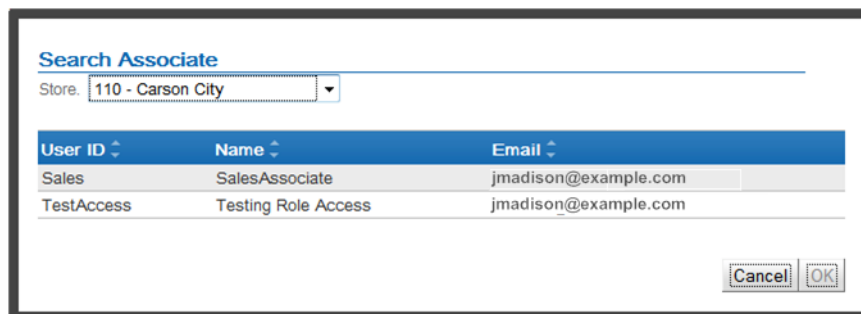 Search Associate
Store. 110 - Carson City
User ID Name Email
Sales SalesAssociate jmadison@example.com
TestAccess Testing Role Access jmadison@example.com
Cancel OK